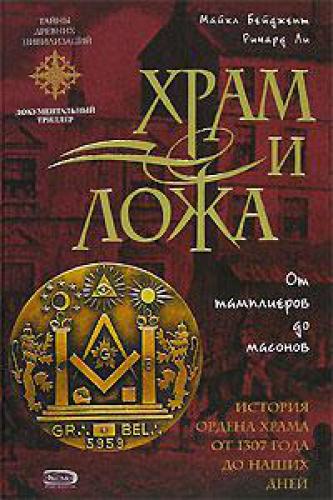 Майкл Бейджент
Ричард Ли
ТАЙНЫ
ДРЕВНИХ
ЦИВИЛИЗАЦИЙ
ДОКУМЕНТАЛЬНЫЙ
ТРИЛЛЕР
ХРАМ
И
ЛОЖА
От
тамплиеров
до
масонов
G
GR BEL
5959
ИСТОРИЯ
ОРДЕНА ХРАМА
ОТ 1307 ГОДА
ДО НАШИХ
ДНЕЙ